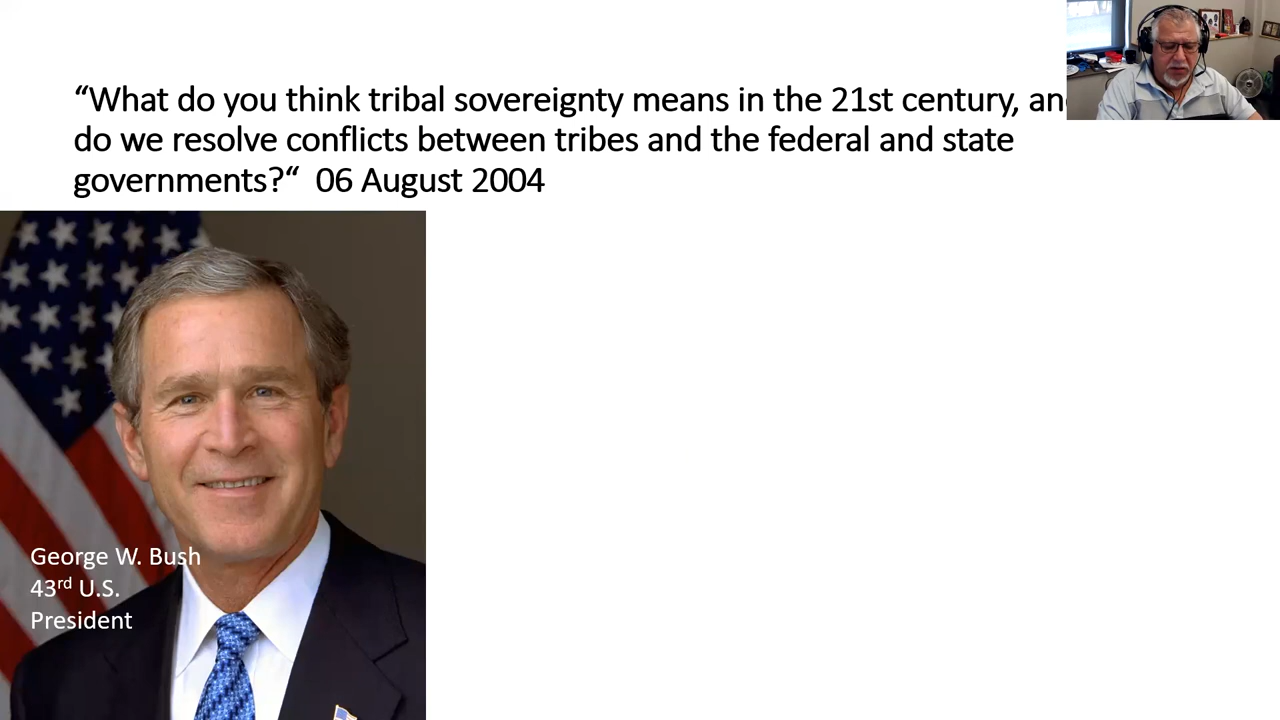 “What do you think tribal sovereignty means in the 21st century,
do we resolve conflicts between tribes and the federal and state
governments?“  06 August 2004
George W. Bush
43rd U.S.
President